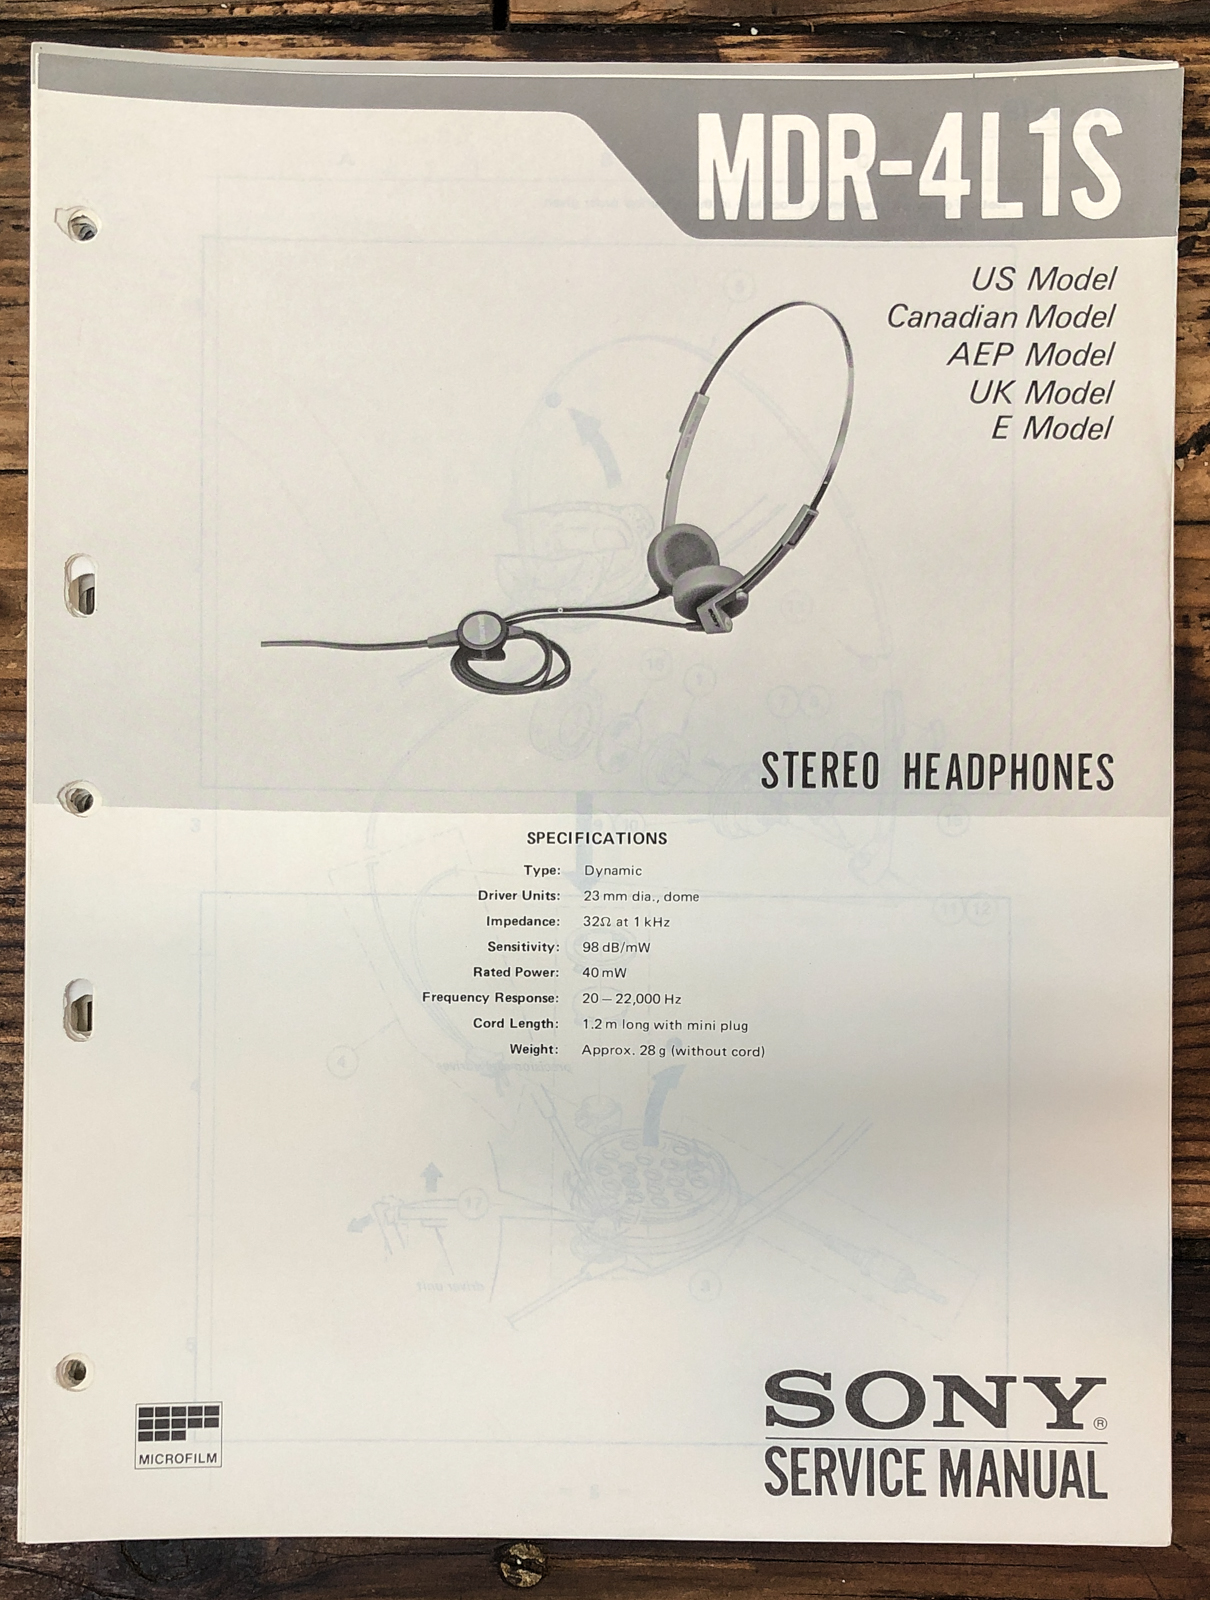 MDR-4L1S
US Model
Canadian Model
AEP Model
UK Model
E Model
STEREO HEADPHONES
SPECIFICATIONS
Type: Dynamic
Driver Units: 23 mm dia., dome
Impedance: 32Ω at 1 kHz
Sensitivity: 98 dB/mW
Rated Power: 40 mW
Frequency Response: 20 – 22,000 Hz
Cord Length: 1.2 m long with mini plug
Weight: Approx. 28 g (without cord)
MICROFILM
SONY®
SERVICE MANUAL